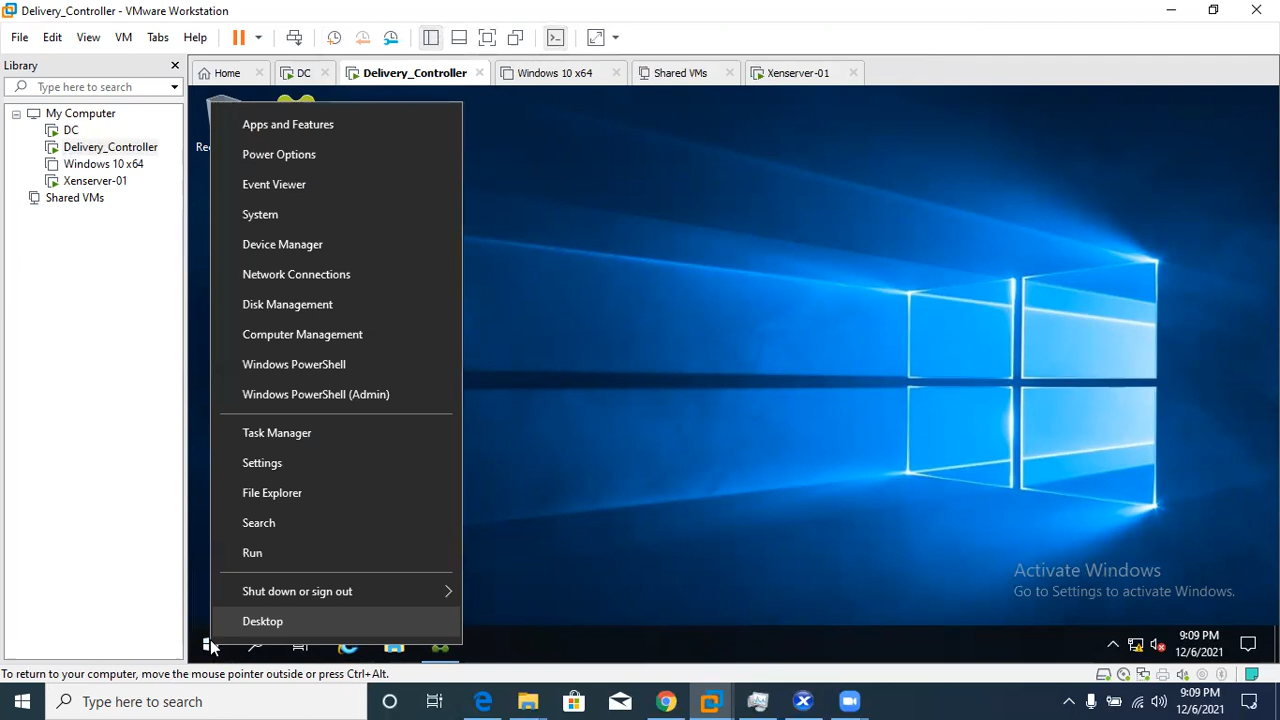 Delivery_Controller - VMware Workstation
File Edit View VM Tabs Help
Library
Type here to search
My Computer
DC
Delivery_Controller
Windows 10 x64
Xenserver-01
Shared VMs
Home DC Delivery_Controller Windows 10 x64 Shared VMs Xenserver-01
Rec
Apps and Features
Power Options
Event Viewer
System
Device Manager
Network Connections
Disk Management
Computer Management
Windows PowerShell
Windows PowerShell (Admin)
Task Manager
Settings
File Explorer
Search
Run
Shut down or sign out
Desktop
Activate Windows
Go to Settings to activate Windows.
9:09 PM
12/6/2021
To return to your computer, move the mouse pointer outside or press Ctrl+Alt.
Type here to search
9:09 PM
12/6/2021